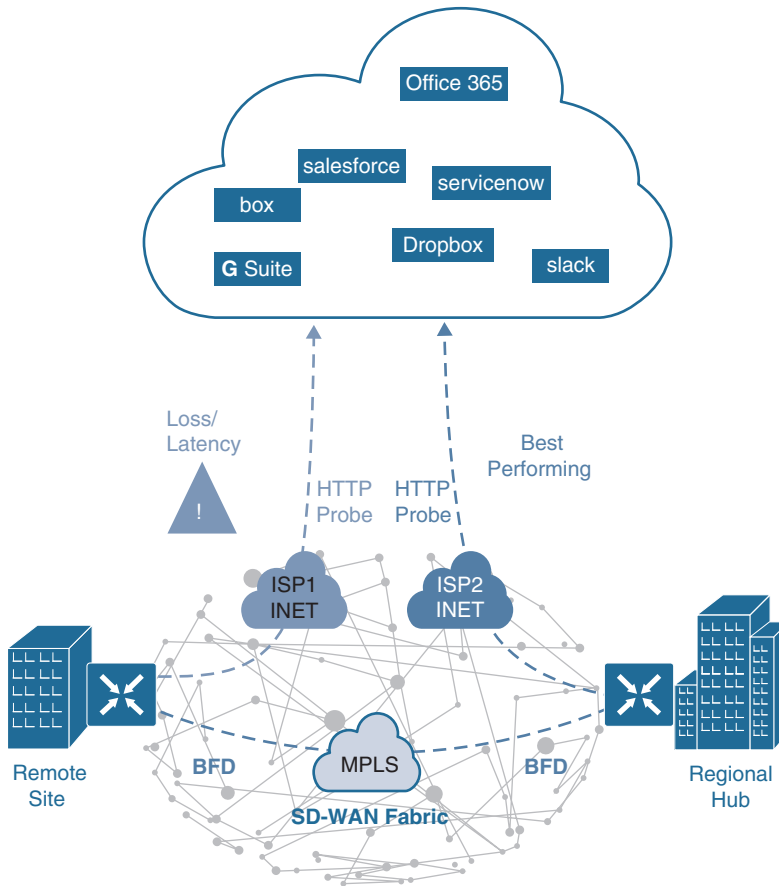 Office 365
salesforce
servicenow
box
Dropbox
G Suite
slack
Loss/
Latency
!
Best
Performing
HTTP
Probe
HTTP
Probe
ISP1
INET
ISP2
INET
MPLS
BFD
BFD
Remote
Site
Regional
Hub
SD-WAN Fabric